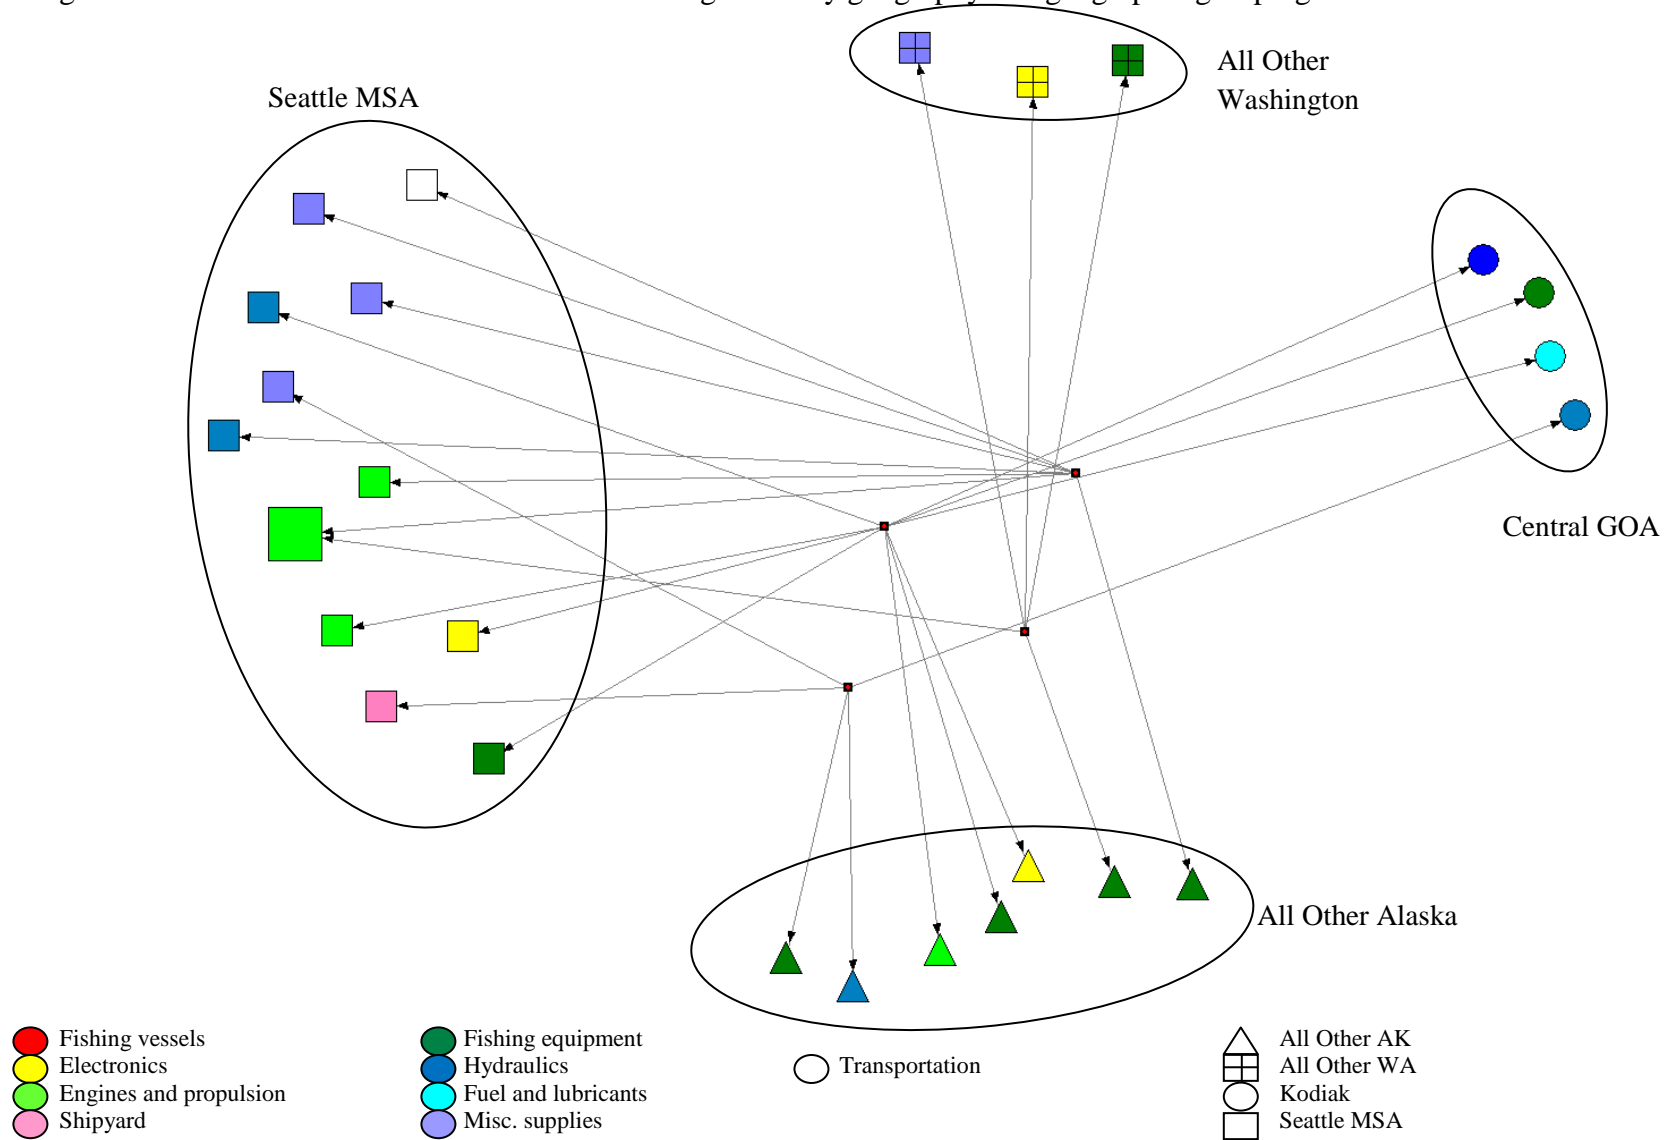 All Other
Washington
Seattle MSA
Central GOA
All Other Alaska
Fishing vessels
Electronics
Engines and propulsion
Shipyard
Fishing equipment
Hydraulics
Fuel and lubricants
Misc. supplies
Transportation
All Other AK
All Other WA
Kodiak
Seattle MSA